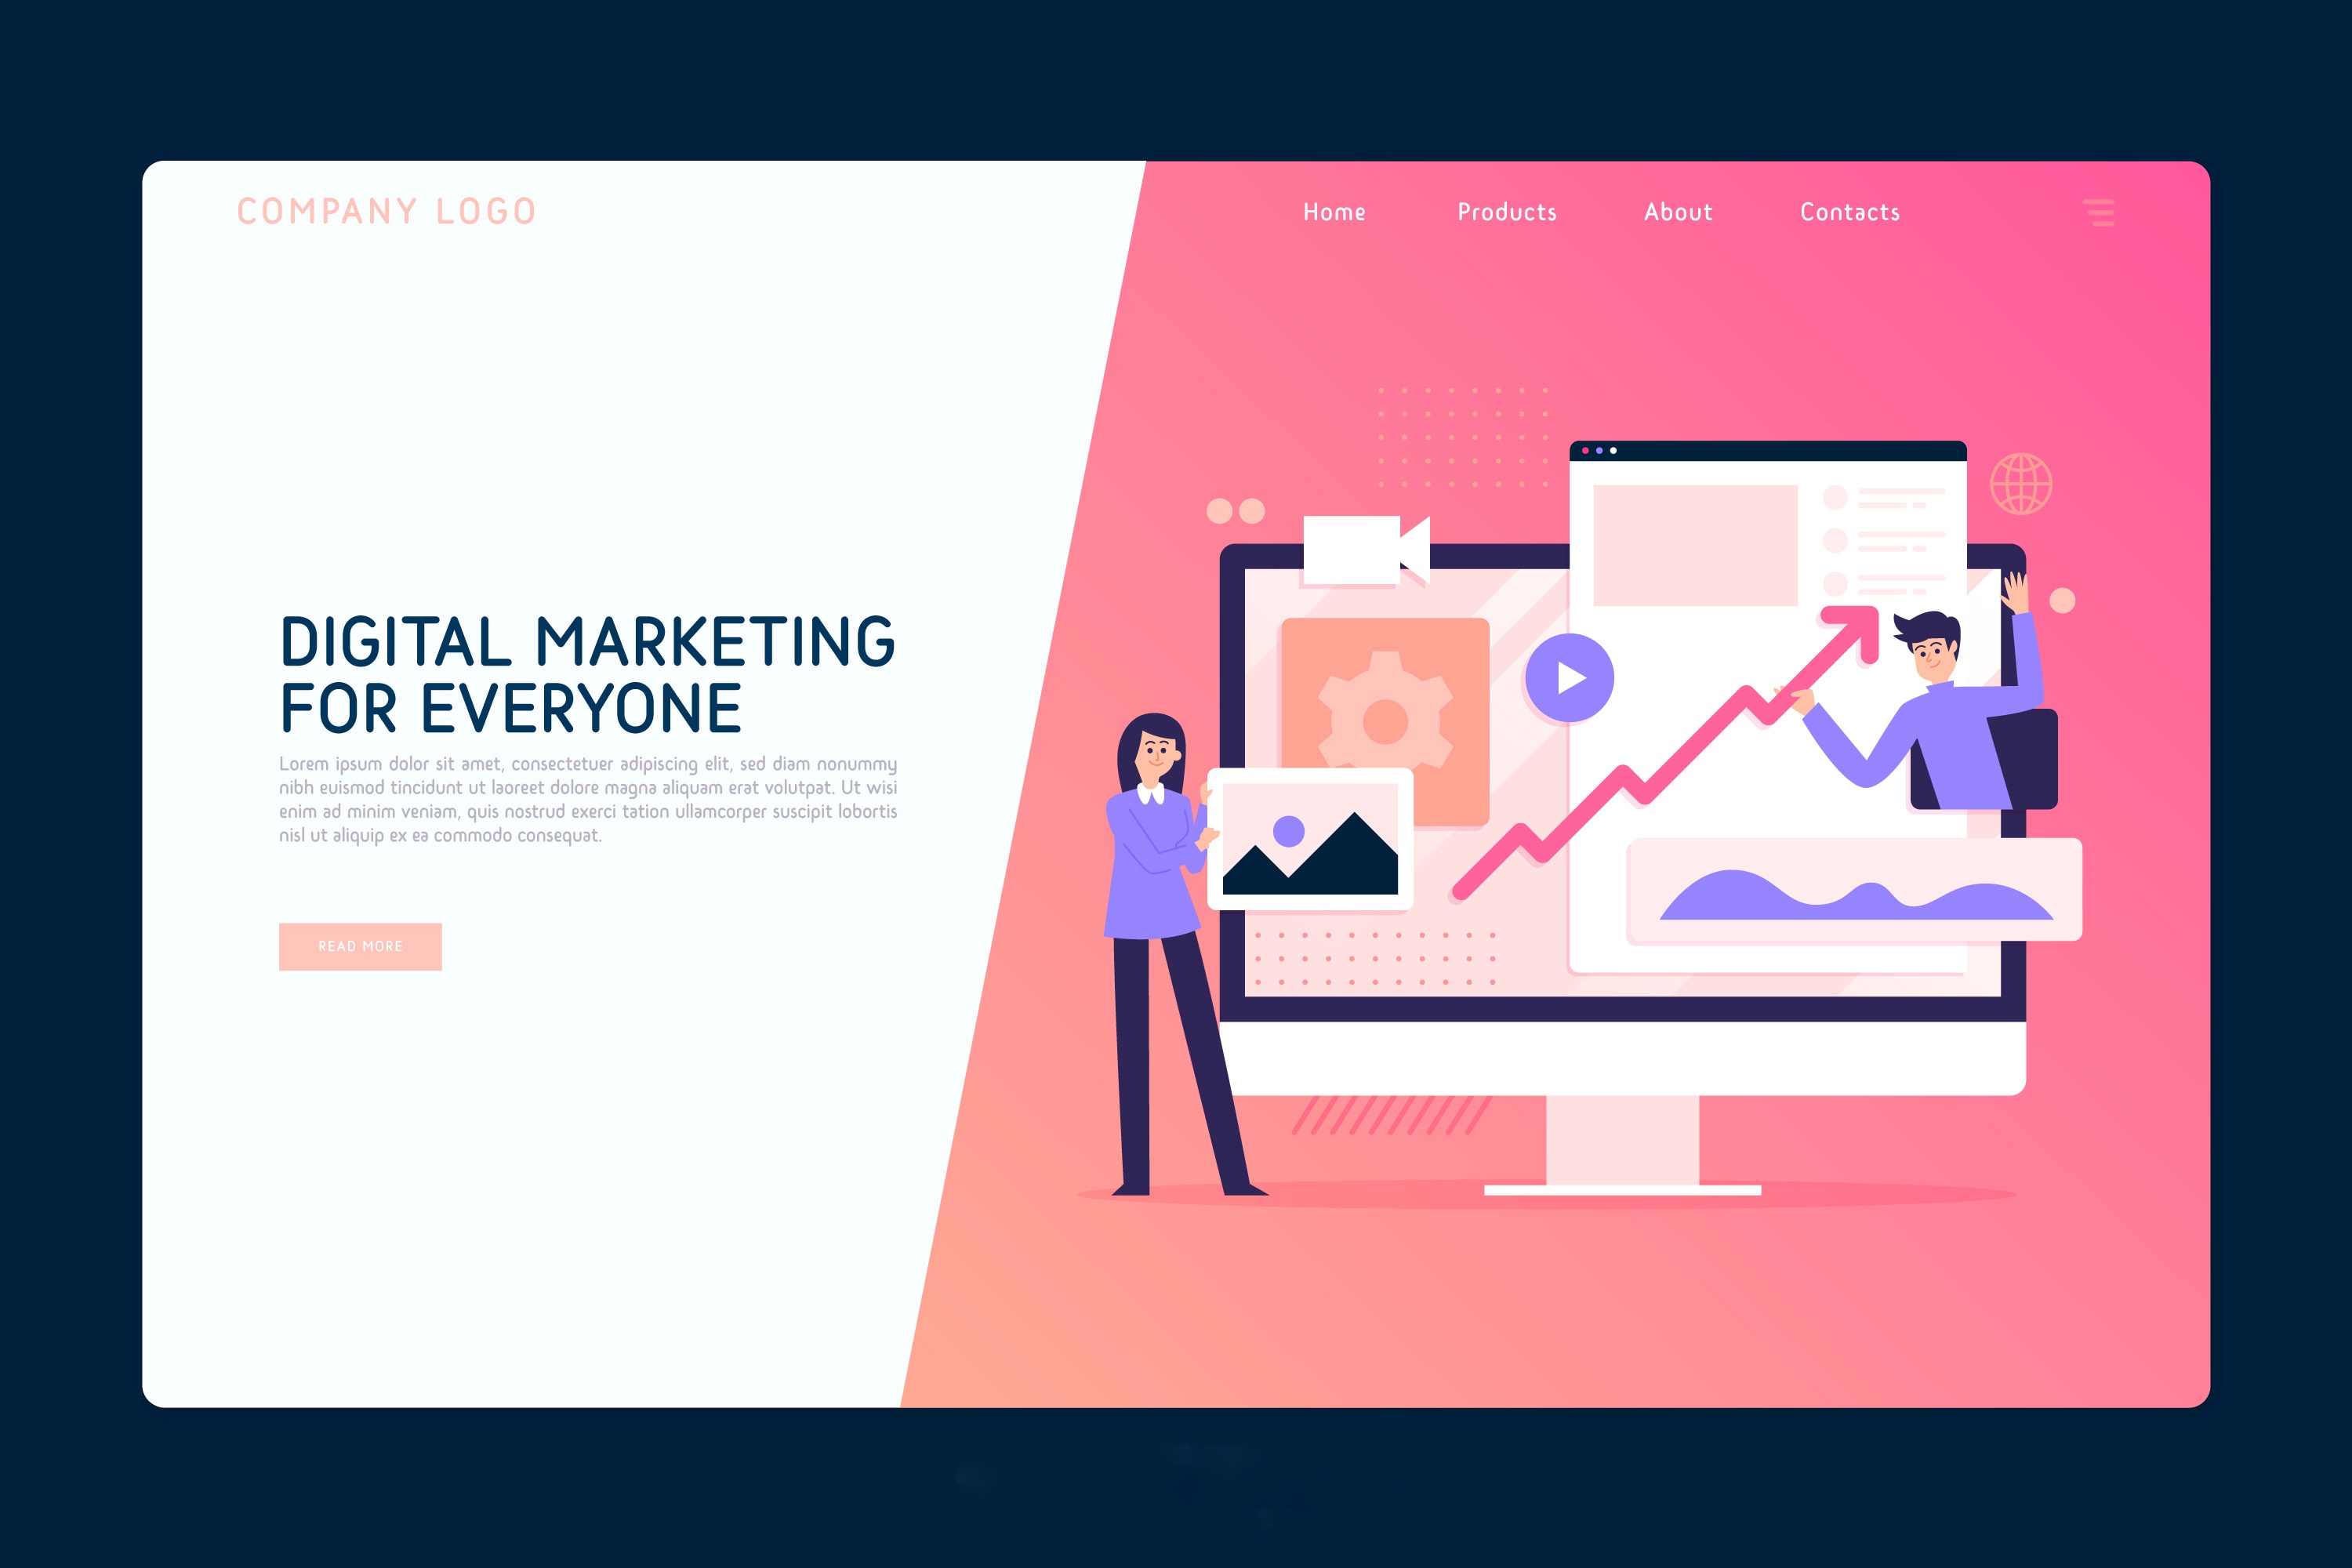 COMPANY LOGO
Home Products About Contacts
DIGITAL MARKETING
FOR EVERYONE
Lorem ipsum dolor sit amet, consectetuer adipiscing elit, sed diam nonummy
nibh euismod tincidunt ut laoreet dolore magna aliquam erat volutpat. Ut wisi
enim ad minim veniam, quis nostrud exerci tation ullamcorper suscipit lobortis
nisl ut aliquip ex ea commodo consequat.
READ MORE